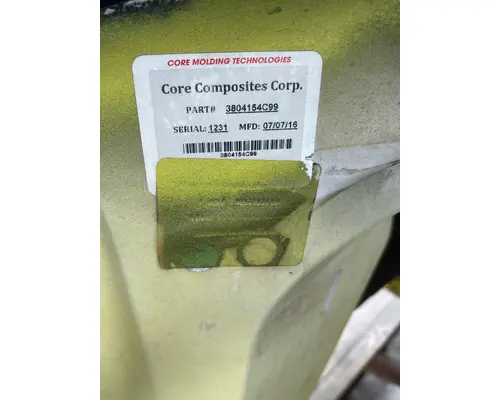 CORE MOLDING TECHNOLOGIES
Core Composites Corp.
PART# 3804154C99
SERIAL: 1231 MFD: 07/07/16
3804154C99